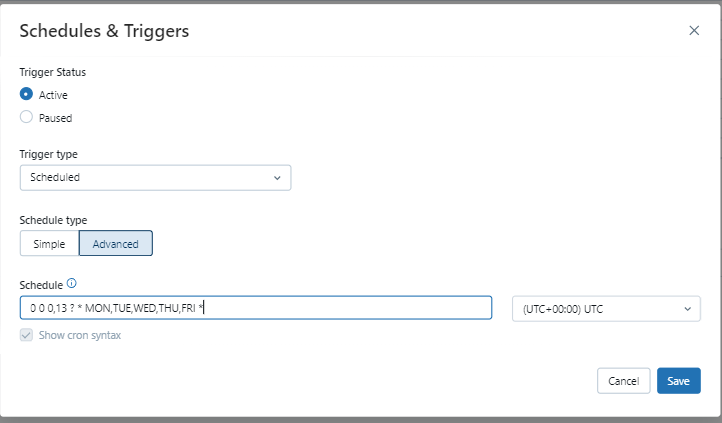 Schedules & Triggers
Trigger Status
Active
Paused
Trigger type
Scheduled
Schedule type
Simple Advanced
Schedule
0 0 0,13 ? * MON,TUE,WED,THU,FRI * (UTC+00:00) UTC
Show cron syntax
Cancel Save